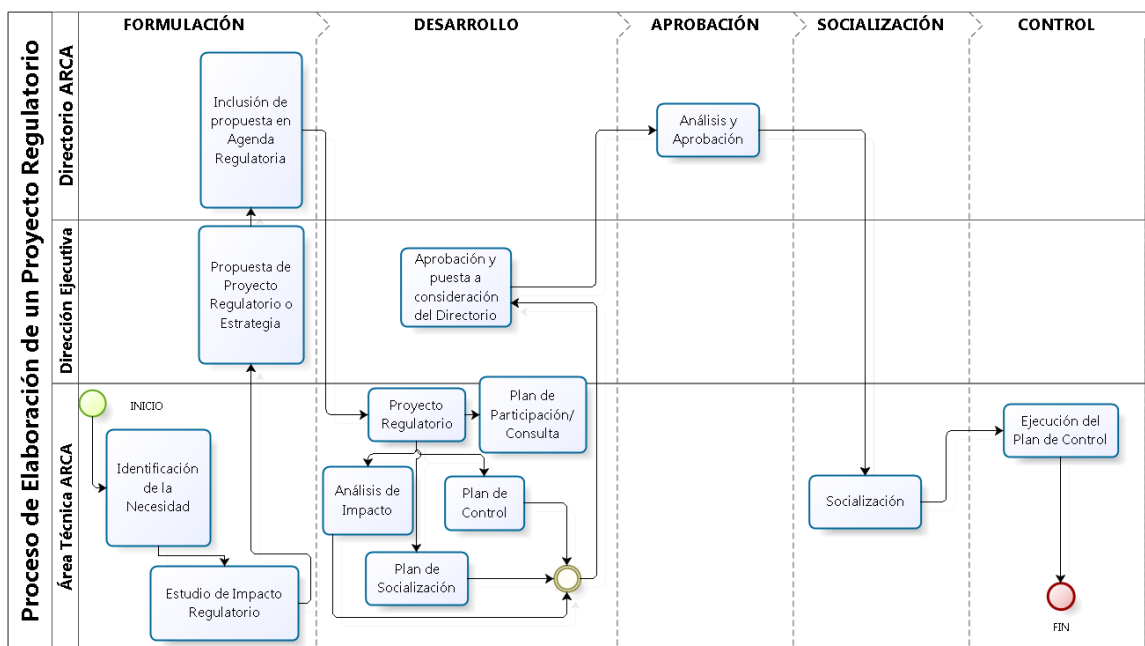 Proceso de Elaboración de un Proyecto Regulatorio
FORMULACIÓN
DESARROLLO
APROBACIÓN
SOCIALIZACIÓN
CONTROL
Directorio ARCA
Inclusión de
propuesta en
Agenda
Regulatoria
Análisis y
Aprobación
Dirección Ejecutiva
Propuesta de
Proyecto
Regulatorio o
Estrategia
Aprobación y
puesta a
consideración
del Directorio
Área Técnica ARCA
INICIO
Identificación
de la
Necesidad
Estudio de Impacto
Regulatorio
Proyecto
Regulatorio
Plan de
Participación/
Consulta
Análisis de
Impacto
Plan de
Control
Plan de
Socialización
Socialización
Ejecución del
Plan de Control
FIN